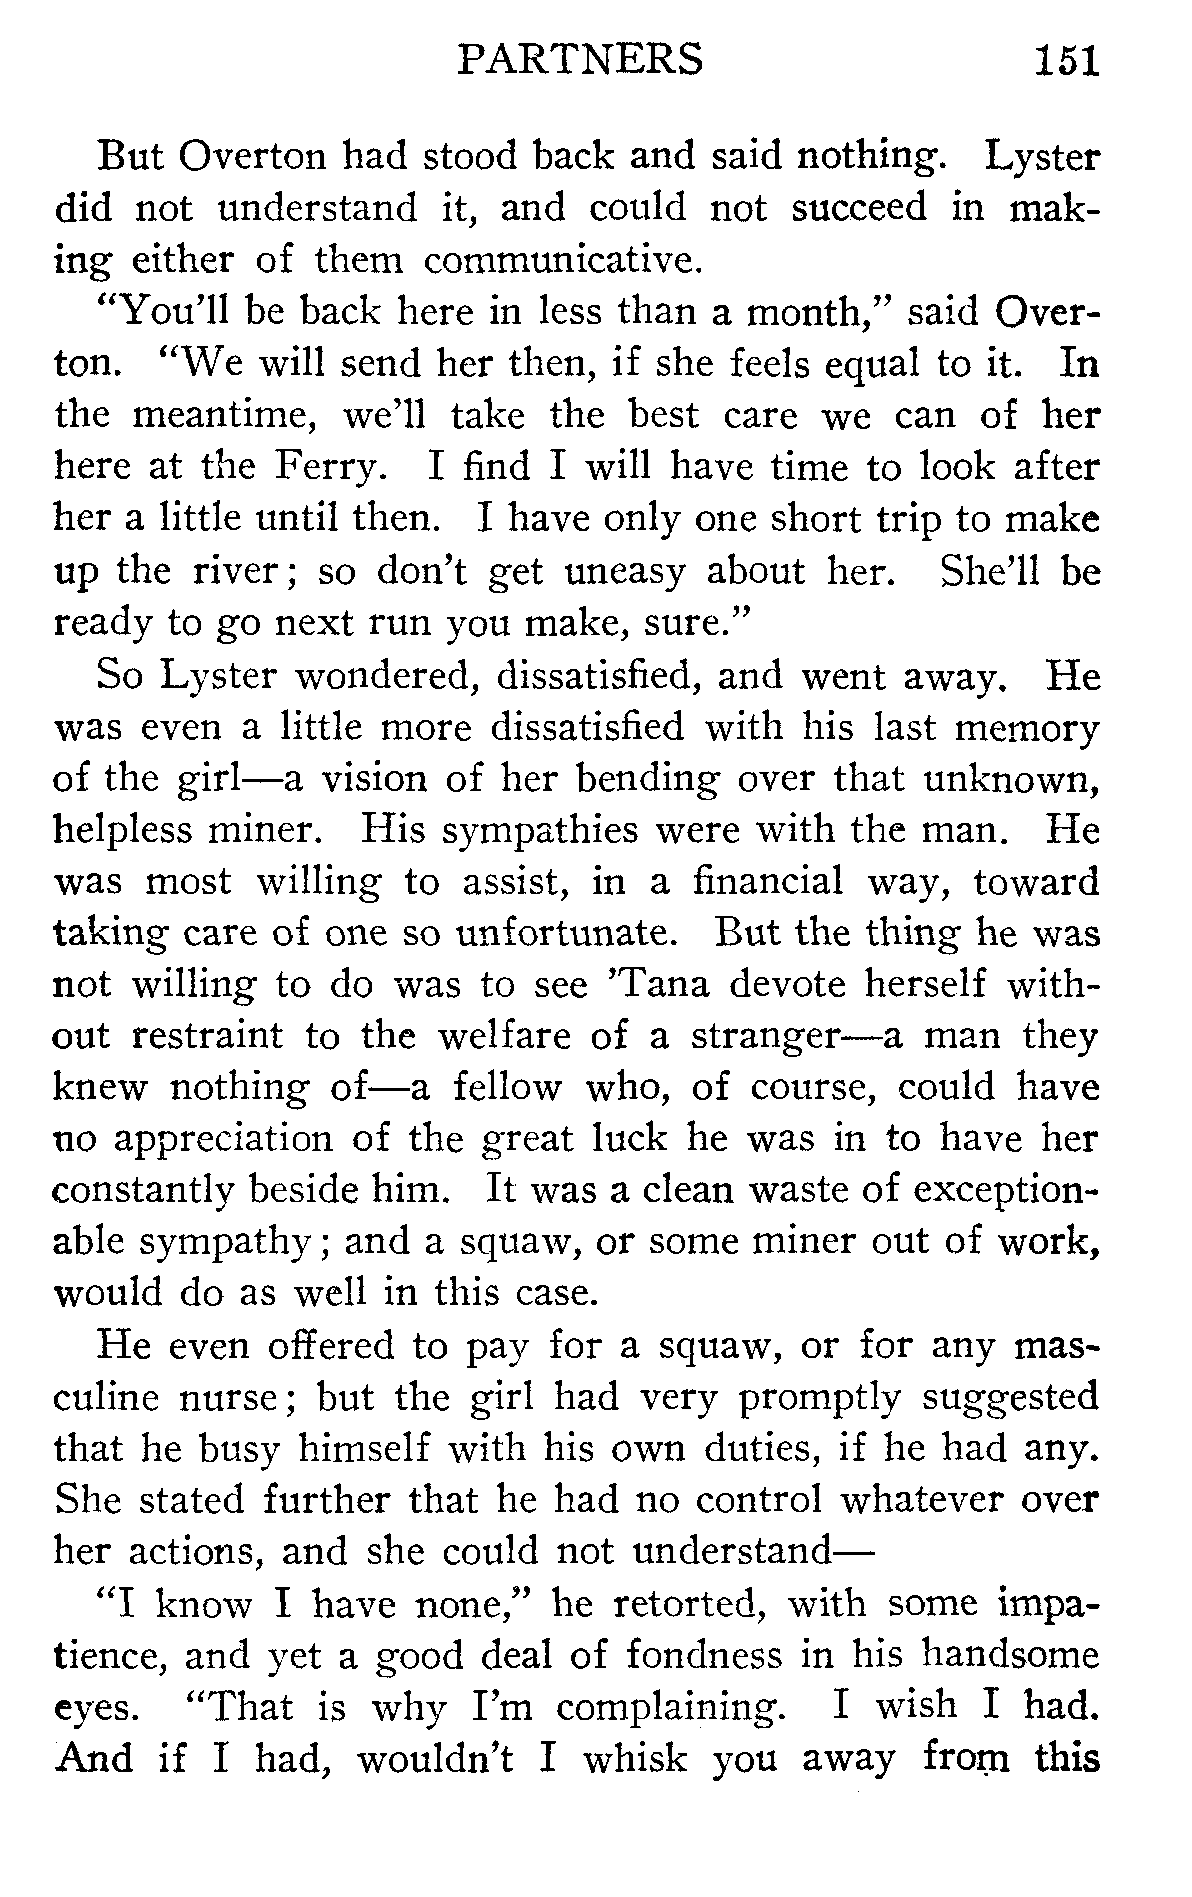 PARTNERS 151
But Overton had stood back and said nothing. Lyster
did not understand it, and could not succeed in mak-
ing either of them communicative.
“You’ll be back here in less than a month,” said Over-
ton. “We will send her then, if she feels equal to it. In
the meantime, we’ll take the best care we can of her
here at the Ferry. I find I will have time to look after
her a little until then. I have only one short trip to make
up the river; so don’t get uneasy about her. She’ll be
ready to go next run you make, sure.”
So Lyster wondered, dissatisfied, and went away. He
was even a little more dissatisfied with his last memory
of the girl—a vision of her bending over that unknown,
helpless miner. His sympathies were with the man. He
was most willing to assist, in a financial way, toward
taking care of one so unfortunate. But the thing he was
not willing to do was to see ’Tana devote herself with-
out restraint to the welfare of a stranger—a man they
knew nothing of—a fellow who, of course, could have
no appreciation of the great luck he was in to have her
constantly beside him. It was a clean waste of exception-
able sympathy; and a squaw, or some miner out of work,
would do as well in this case.
He even offered to pay for a squaw, or for any mas-
culine nurse; but the girl had very promptly suggested
that he busy himself with his own duties, if he had any.
She stated further that he had no control whatever over
her actions, and she could not understand—
“I know I have none,” he retorted, with some impa-
tience, and yet a good deal of fondness in his handsome
eyes. “That is why I’m complaining. I wish I had.
And if I had, wouldn’t I whisk you away from this